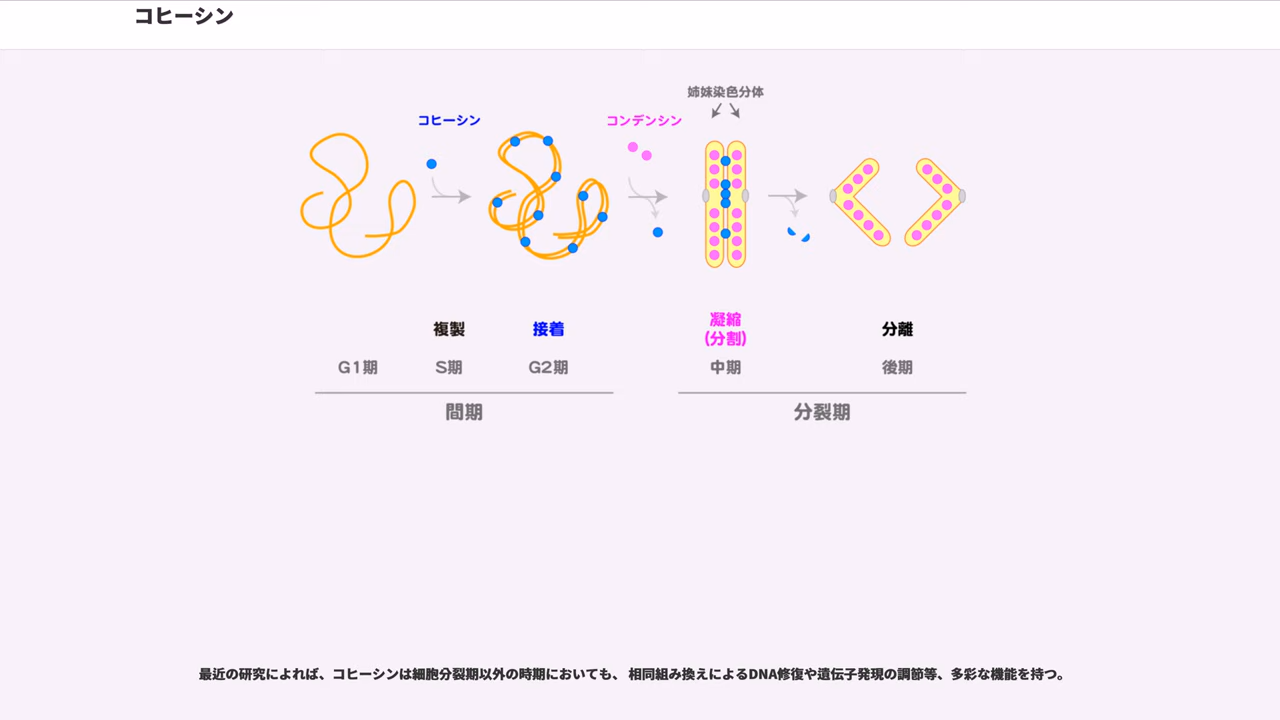 コヒーシン
姉妹染色分体
コヒーシン
コンデンシン
複製
接着
凝縮
(分割)
分離
G1期
S期
G2期
中期
後期
間期
分裂期
最近の研究によれば、コヒーシンは細胞分裂期以外の時期においても、 相同組み換えによるDNA修復や遺伝子発現の調節等、多彩な機能を持つ。